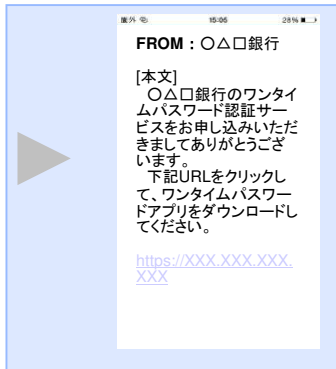 圏外 15:05 28%
FROM：〇△□銀行
[本文]
　〇△□銀行のワンタイ
ムパスワード認証サー
ビスをお申し込みいただ
きましてありがとうござ
います。
　下記URLをクリックし
て、ワンタイムパスワー
ドアプリをダウンロードし
てください。
https://XXX.XXX.XXX.
XXX